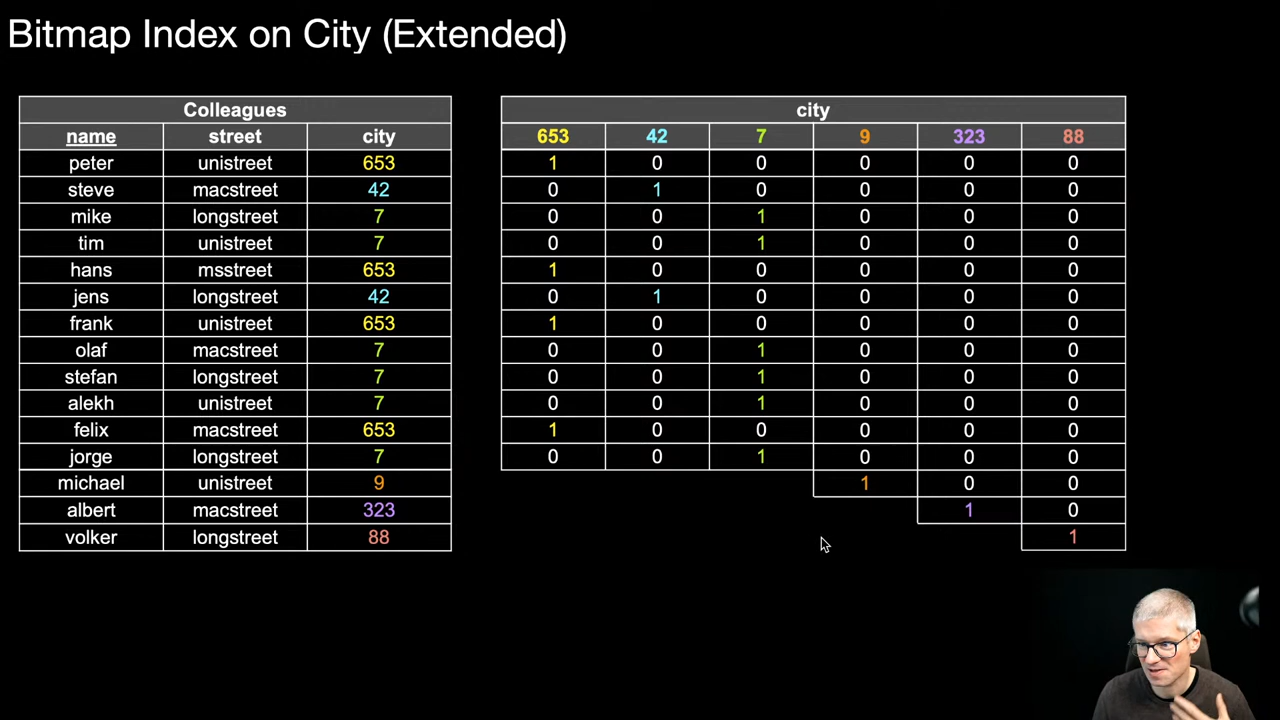 Bitmap Index on City (Extended)
Colleagues
name street city
peter unistreet 653
steve macstreet 42
mike longstreet 7
tim unistreet 7
hans msstreet 653
jens longstreet 42
frank unistreet 653
olaf macstreet 7
stefan longstreet 7
alekh unistreet 7
felix macstreet 653
jorge longstreet 7
michael unistreet 9
albert macstreet 323
volker longstreet 88
city
653 42 7 9 323 88
1 0 0 0 0 0
0 1 0 0 0 0
0 0 1 0 0 0
0 0 1 0 0 0
1 0 0 0 0 0
0 1 0 0 0 0
1 0 0 0 0 0
0 0 1 0 0 0
0 0 1 0 0 0
0 0 1 0 0 0
1 0 0 0 0 0
0 0 1 0 0 0
1 0 0
1 0
1